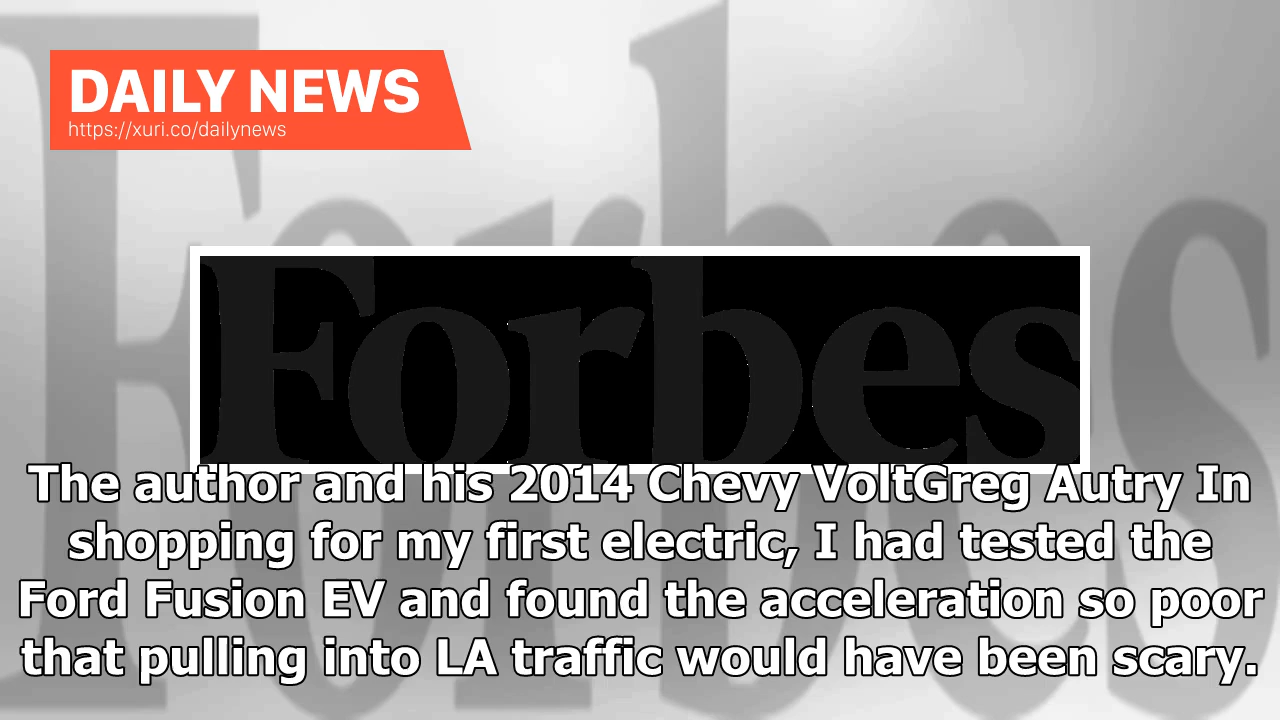 DAILY NEWS
https://xuri.co/dailynews
Forbes
Forbes
The author and his 2014 Chevy VoltGreg Autry In
shopping for my first electric, I had tested the
Ford Fusion EV and found the acceleration so poor
that pulling into LA traffic would have been scary.